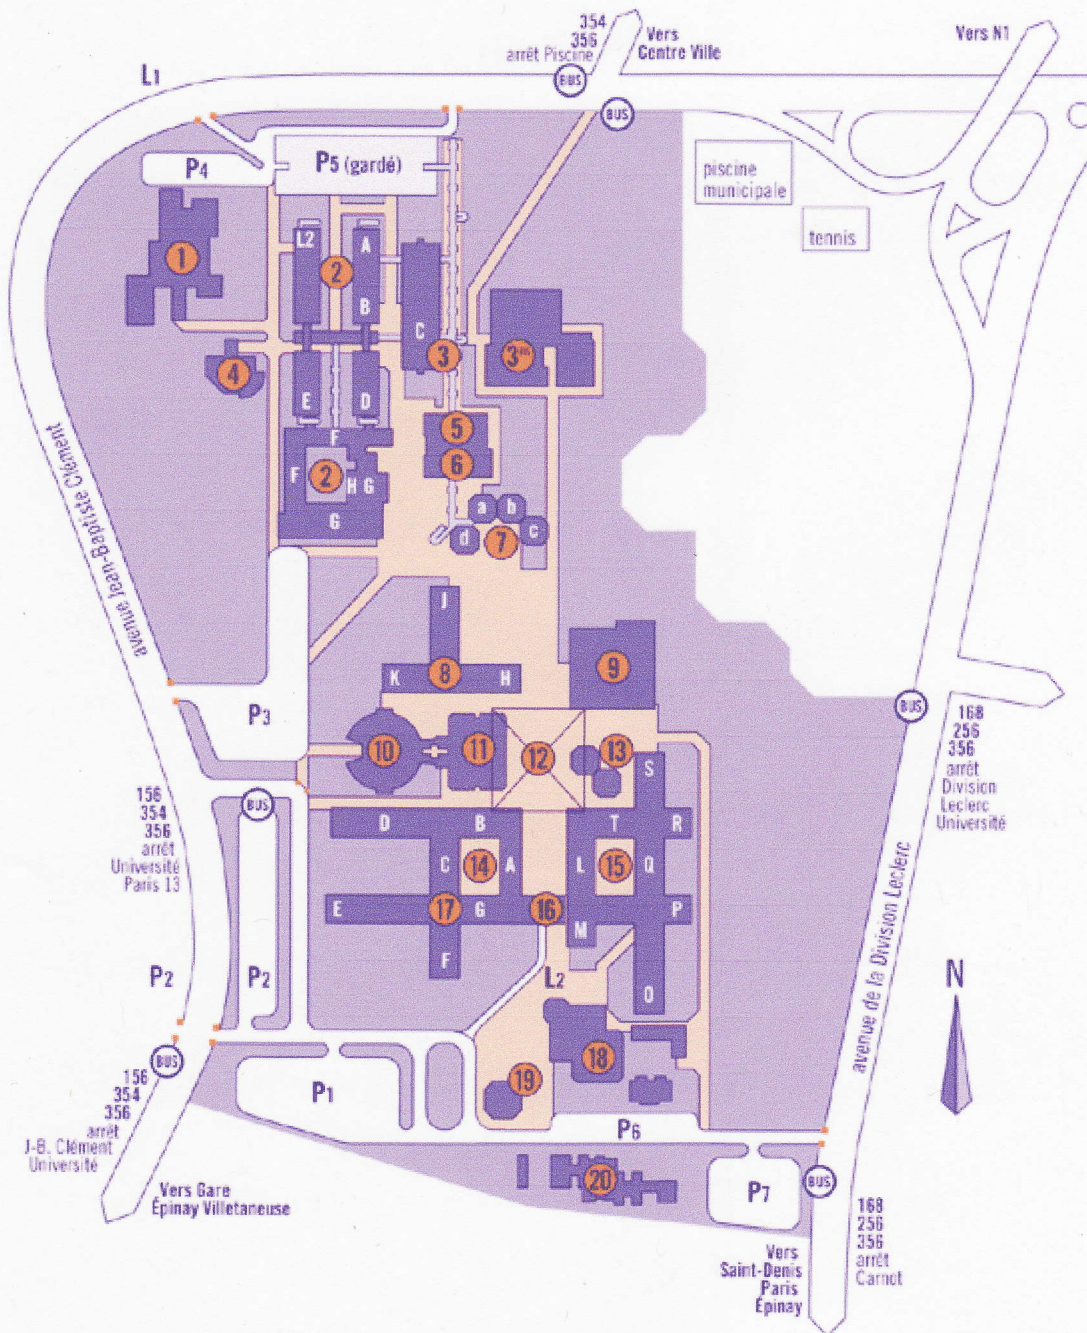 354
356
arrêt Piscine
BUS
Vers
Centre Ville
Vers N1
L1
BUS
P4
P5 (gardé)
piscine
municipale
tennis
1
L2
2
A
B
C
3
4
E
D
5
F
F
2
H
G
G
6
a
b
c
d
7
avenue Jean-Baptiste Clément
J
K
8
H
9
P3
10
11
12
13
S
BUS
168
256
356
arrêt
Division
Leclerc
Université
156
354
356
arrêt
Université
Paris 13
BUS
D
B
T
R
C
14
A
L
15
Q
E
17
G
16
M
P
F
O
P2
P2
L2
N
avenue de la Division Leclerc
BUS
156
354
356
arrêt
J-B. Clément
Université
P1
19
18
P6
Vers Gare
Épinay Villetaneuse
20
P7
BUS
168
256
356
arrêt
Carnot
Vers
Saint-Denis
Paris
Épinay